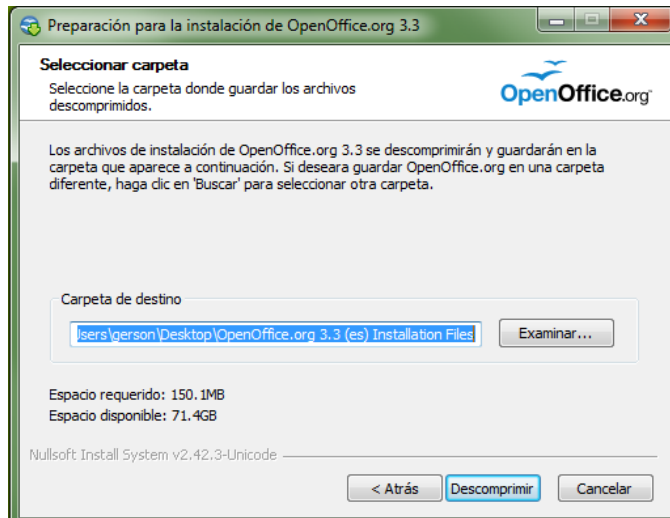 Preparación para la instalación de OpenOffice.org 3.3
Seleccionar carpeta
Seleccione la carpeta donde guardar los archivos
descomprimidos.
OpenOffice.org
Los archivos de instalación de OpenOffice.org 3.3 se descomprimirán y guardarán en la
carpeta que aparece a continuación. Si deseara guardar OpenOffice.org en una carpeta
diferente, haga clic en 'Buscar' para seleccionar otra carpeta.
Carpeta de destino
Jsers\gerson\Desktop\OpenOffice.org 3.3 (es) Installation Files
Examinar...
Espacio requerido: 150.1MB
Espacio disponible: 71.4GB
Nullsoft Install System v2.42.3-Unicode
< Atrás
Descomprimir
Cancelar